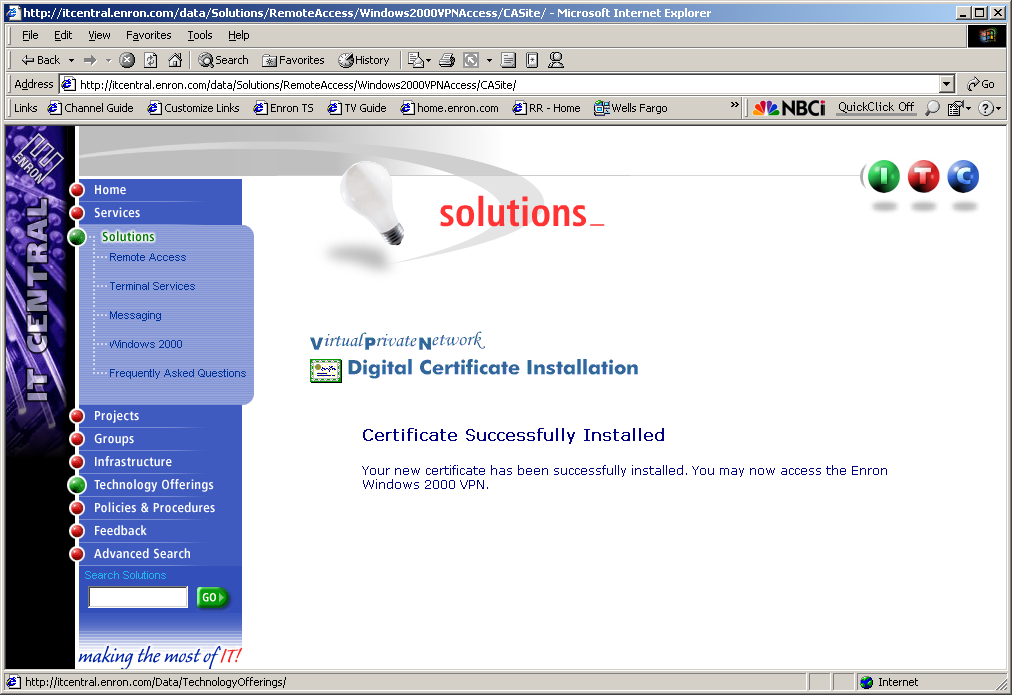 http://itcentral.enron.com/data/Solutions/RemoteAccess/Windows2000VPNAccess/CASite/ - Microsoft Internet Explorer
File Edit View Favorites Tools Help
Back Search Favorites History
Address http://itcentral.enron.com/data/Solutions/RemoteAccess/Windows2000VPNAccess/CASite/ Go
Links Channel Guide Customize Links Enron TS TV Guide home.enron.com RR - Home Wells Fargo » NBCi QuickClick Off
ENRON
IT CENTRAL
I T C
solutions_
Home
Services
Solutions
Remote Access
Terminal Services
Messaging
Windows 2000
Frequently Asked Questions
Projects
Groups
Infrastructure
Technology Offerings
Policies & Procedures
Feedback
Advanced Search
Search Solutions
GO
making the most of IT!
Virtual Private Network
Digital Certificate Installation
Certificate Successfully Installed
Your new certificate has been successfully installed. You may now access the Enron
Windows 2000 VPN.
http://itcentral.enron.com/Data/TechnologyOfferings/ Internet